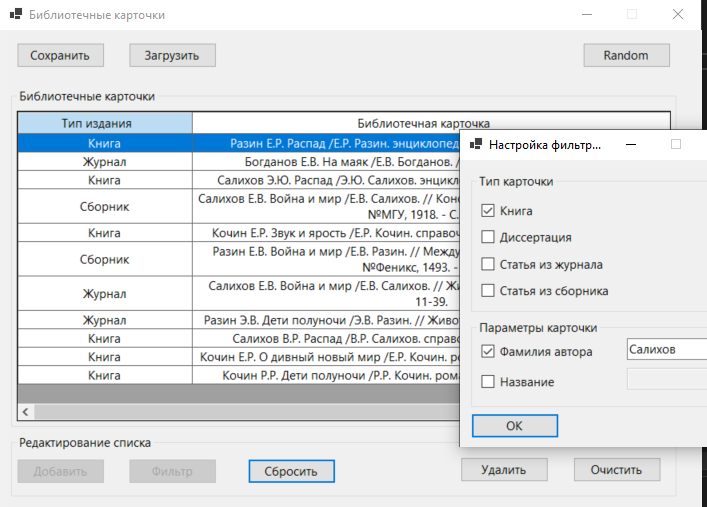 Библиотечные карточки
Сохранить
Загрузить
Random
Библиотечные карточки
Тип издания
Библиотечная карточка
Книга
Разин Е.Р. Распад /Е.Р. Разин. энциклопед
Журнал
Богданов Е.В. На маяк /Е.В. Богданов. /
Книга
Салихов Э.Ю. Распад /Э.Ю. Салихов. энцикл
Сборник
Салихов Е.В. Война и мир /Е.В. Салихов. // Кон
№МГУ, 1918. - С.
Книга
Кочин Е.Р. Звук и ярость /Е.Р. Кочин. справоч
Сборник
Разин Е.В. Война и мир /Е.В. Разин. // Между
№Феникс, 1493. -
Журнал
Салихов Е.В. Война и мир /Е.В. Салихов. // Жи
11-39.
Журнал
Разин Э.В. Дети полуночи /Э.В. Разин. // Живот
Книга
Салихов В.Р. Распад /В.Р. Салихов. справо
Книга
Кочин Е.Р. О дивный новый мир /Е.Р. Кочин. ро
Книга
Кочин Р.Р. Дети полуночи /Р.Р. Кочин. рома
Редактирование списка
Добавить
Фильтр
Сбросить
Удалить
Очистить
Настройка фильтр...
Тип карточки
Книга
Диссертация
Статья из журнала
Статья из сборника
Параметры карточки
Фамилия автора
Салихов
Название
OK